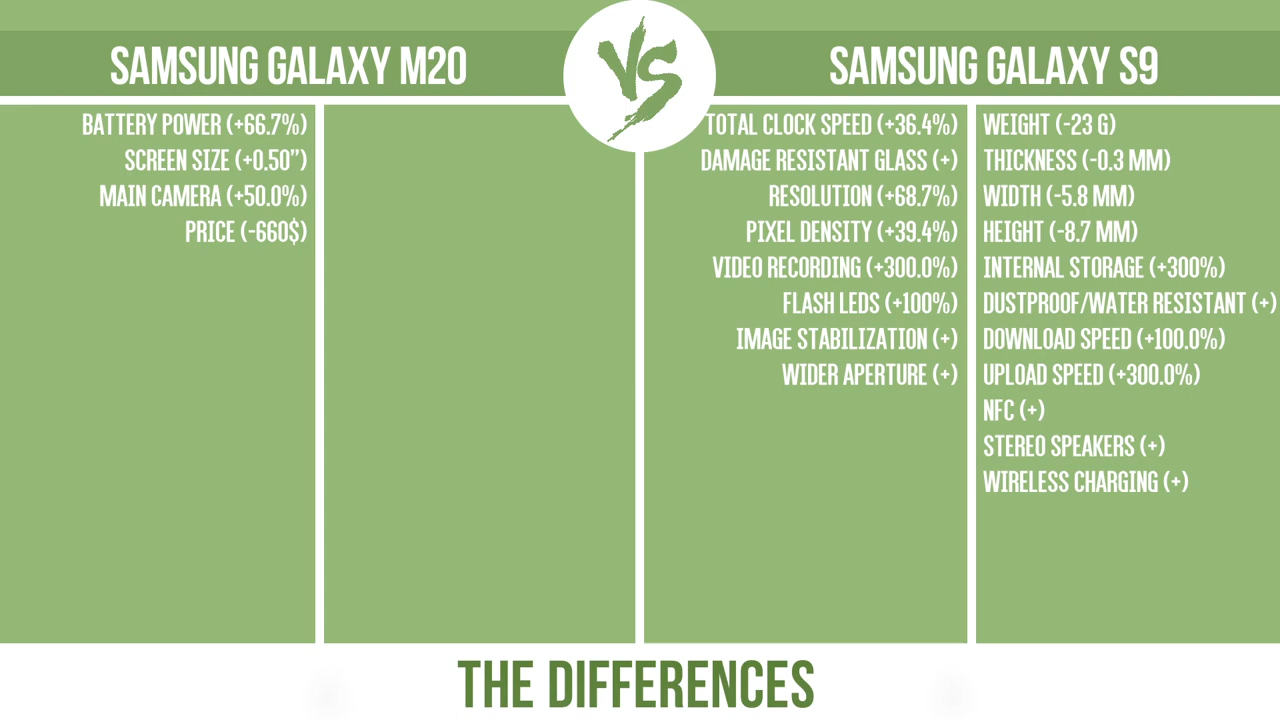 SAMSUNG GALAXY M20
VS
SAMSUNG GALAXY S9
BATTERY POWER (+66.7%)
SCREEN SIZE (+0.50”)
MAIN CAMERA (+50.0%)
PRICE (-660$)
TOTAL CLOCK SPEED (+36.4%)
DAMAGE RESISTANT GLASS (+)
RESOLUTION (+68.7%)
PIXEL DENSITY (+39.4%)
VIDEO RECORDING (+300.0%)
FLASH LEDS (+100%)
IMAGE STABILIZATION (+)
WIDER APERTURE (+)
WEIGHT (-23 G)
THICKNESS (-0.3 MM)
WIDTH (-5.8 MM)
HEIGHT (-8.7 MM)
INTERNAL STORAGE (+300%)
DUSTPROOF/WATER RESISTANT (+)
DOWNLOAD SPEED (+100.0%)
UPLOAD SPEED (+300.0%)
NFC (+)
STEREO SPEAKERS (+)
WIRELESS CHARGING (+)
THE DIFFERENCES